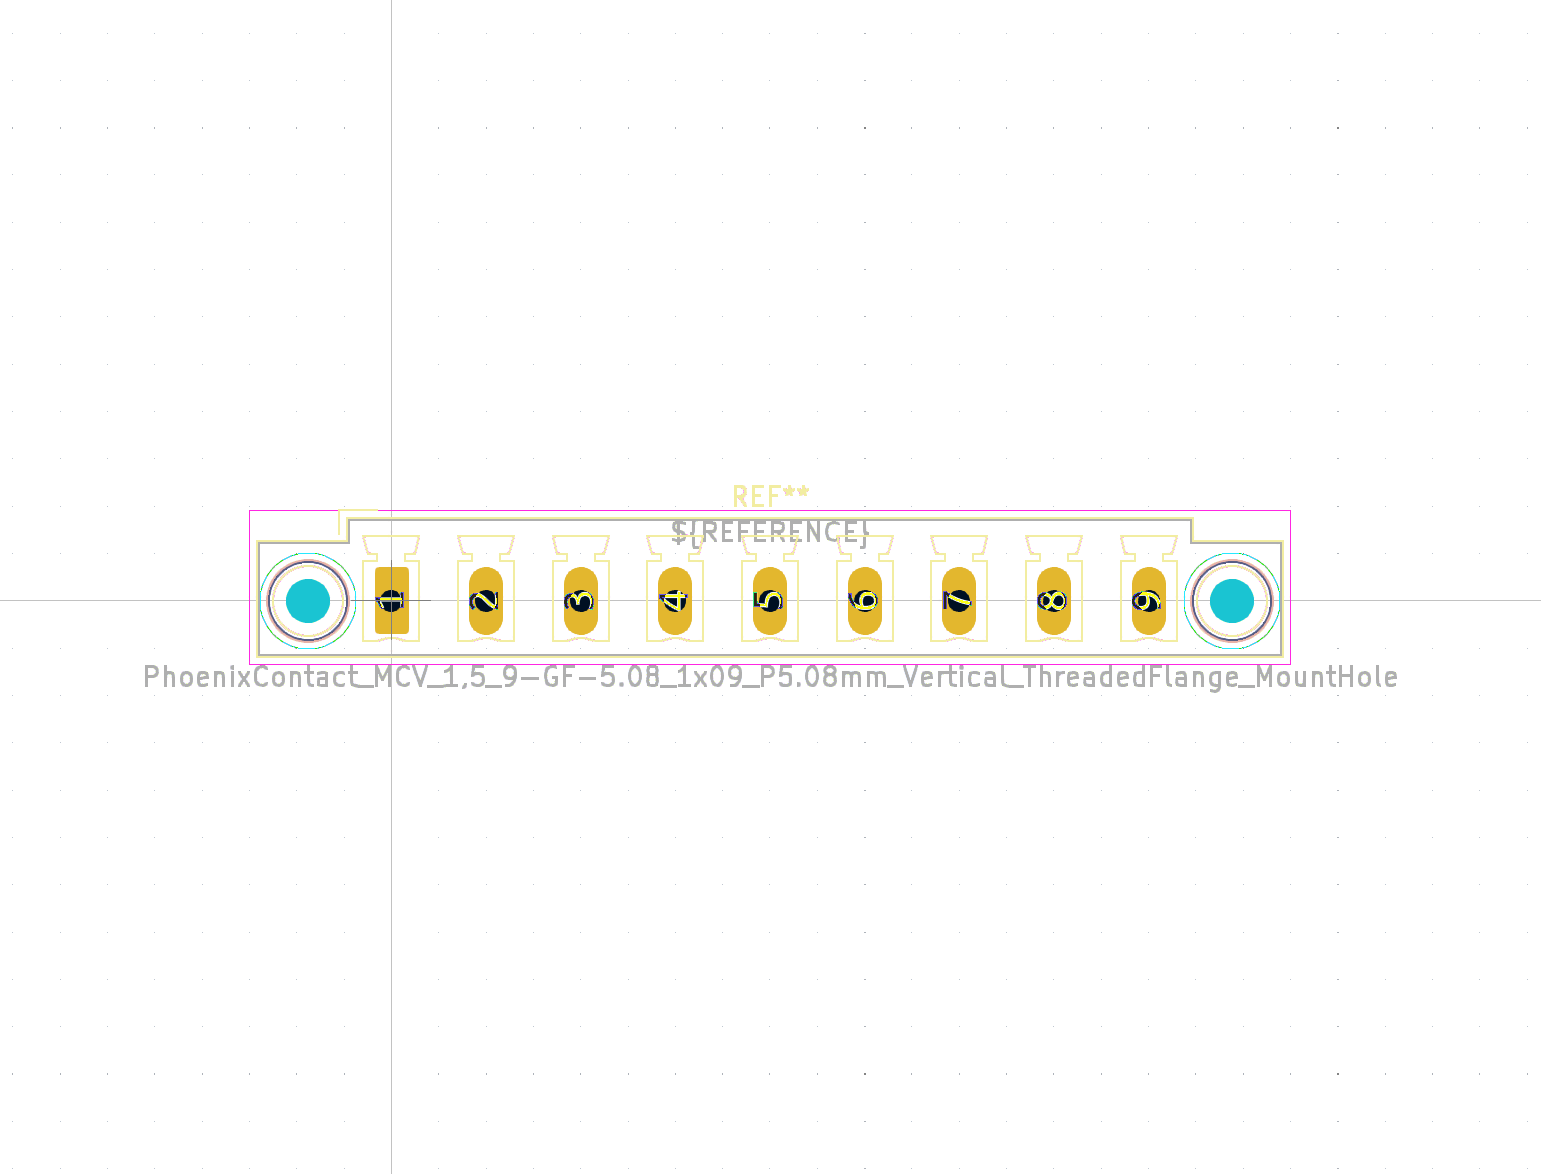 REF**
${REFERENCE}
1 2 3 4 5 6 7 8 9
PhoenixContact_MCV_1,5_9-GF-5.08_1x09_P5.08mm_Vertical_ThreadedFlange_MountHole